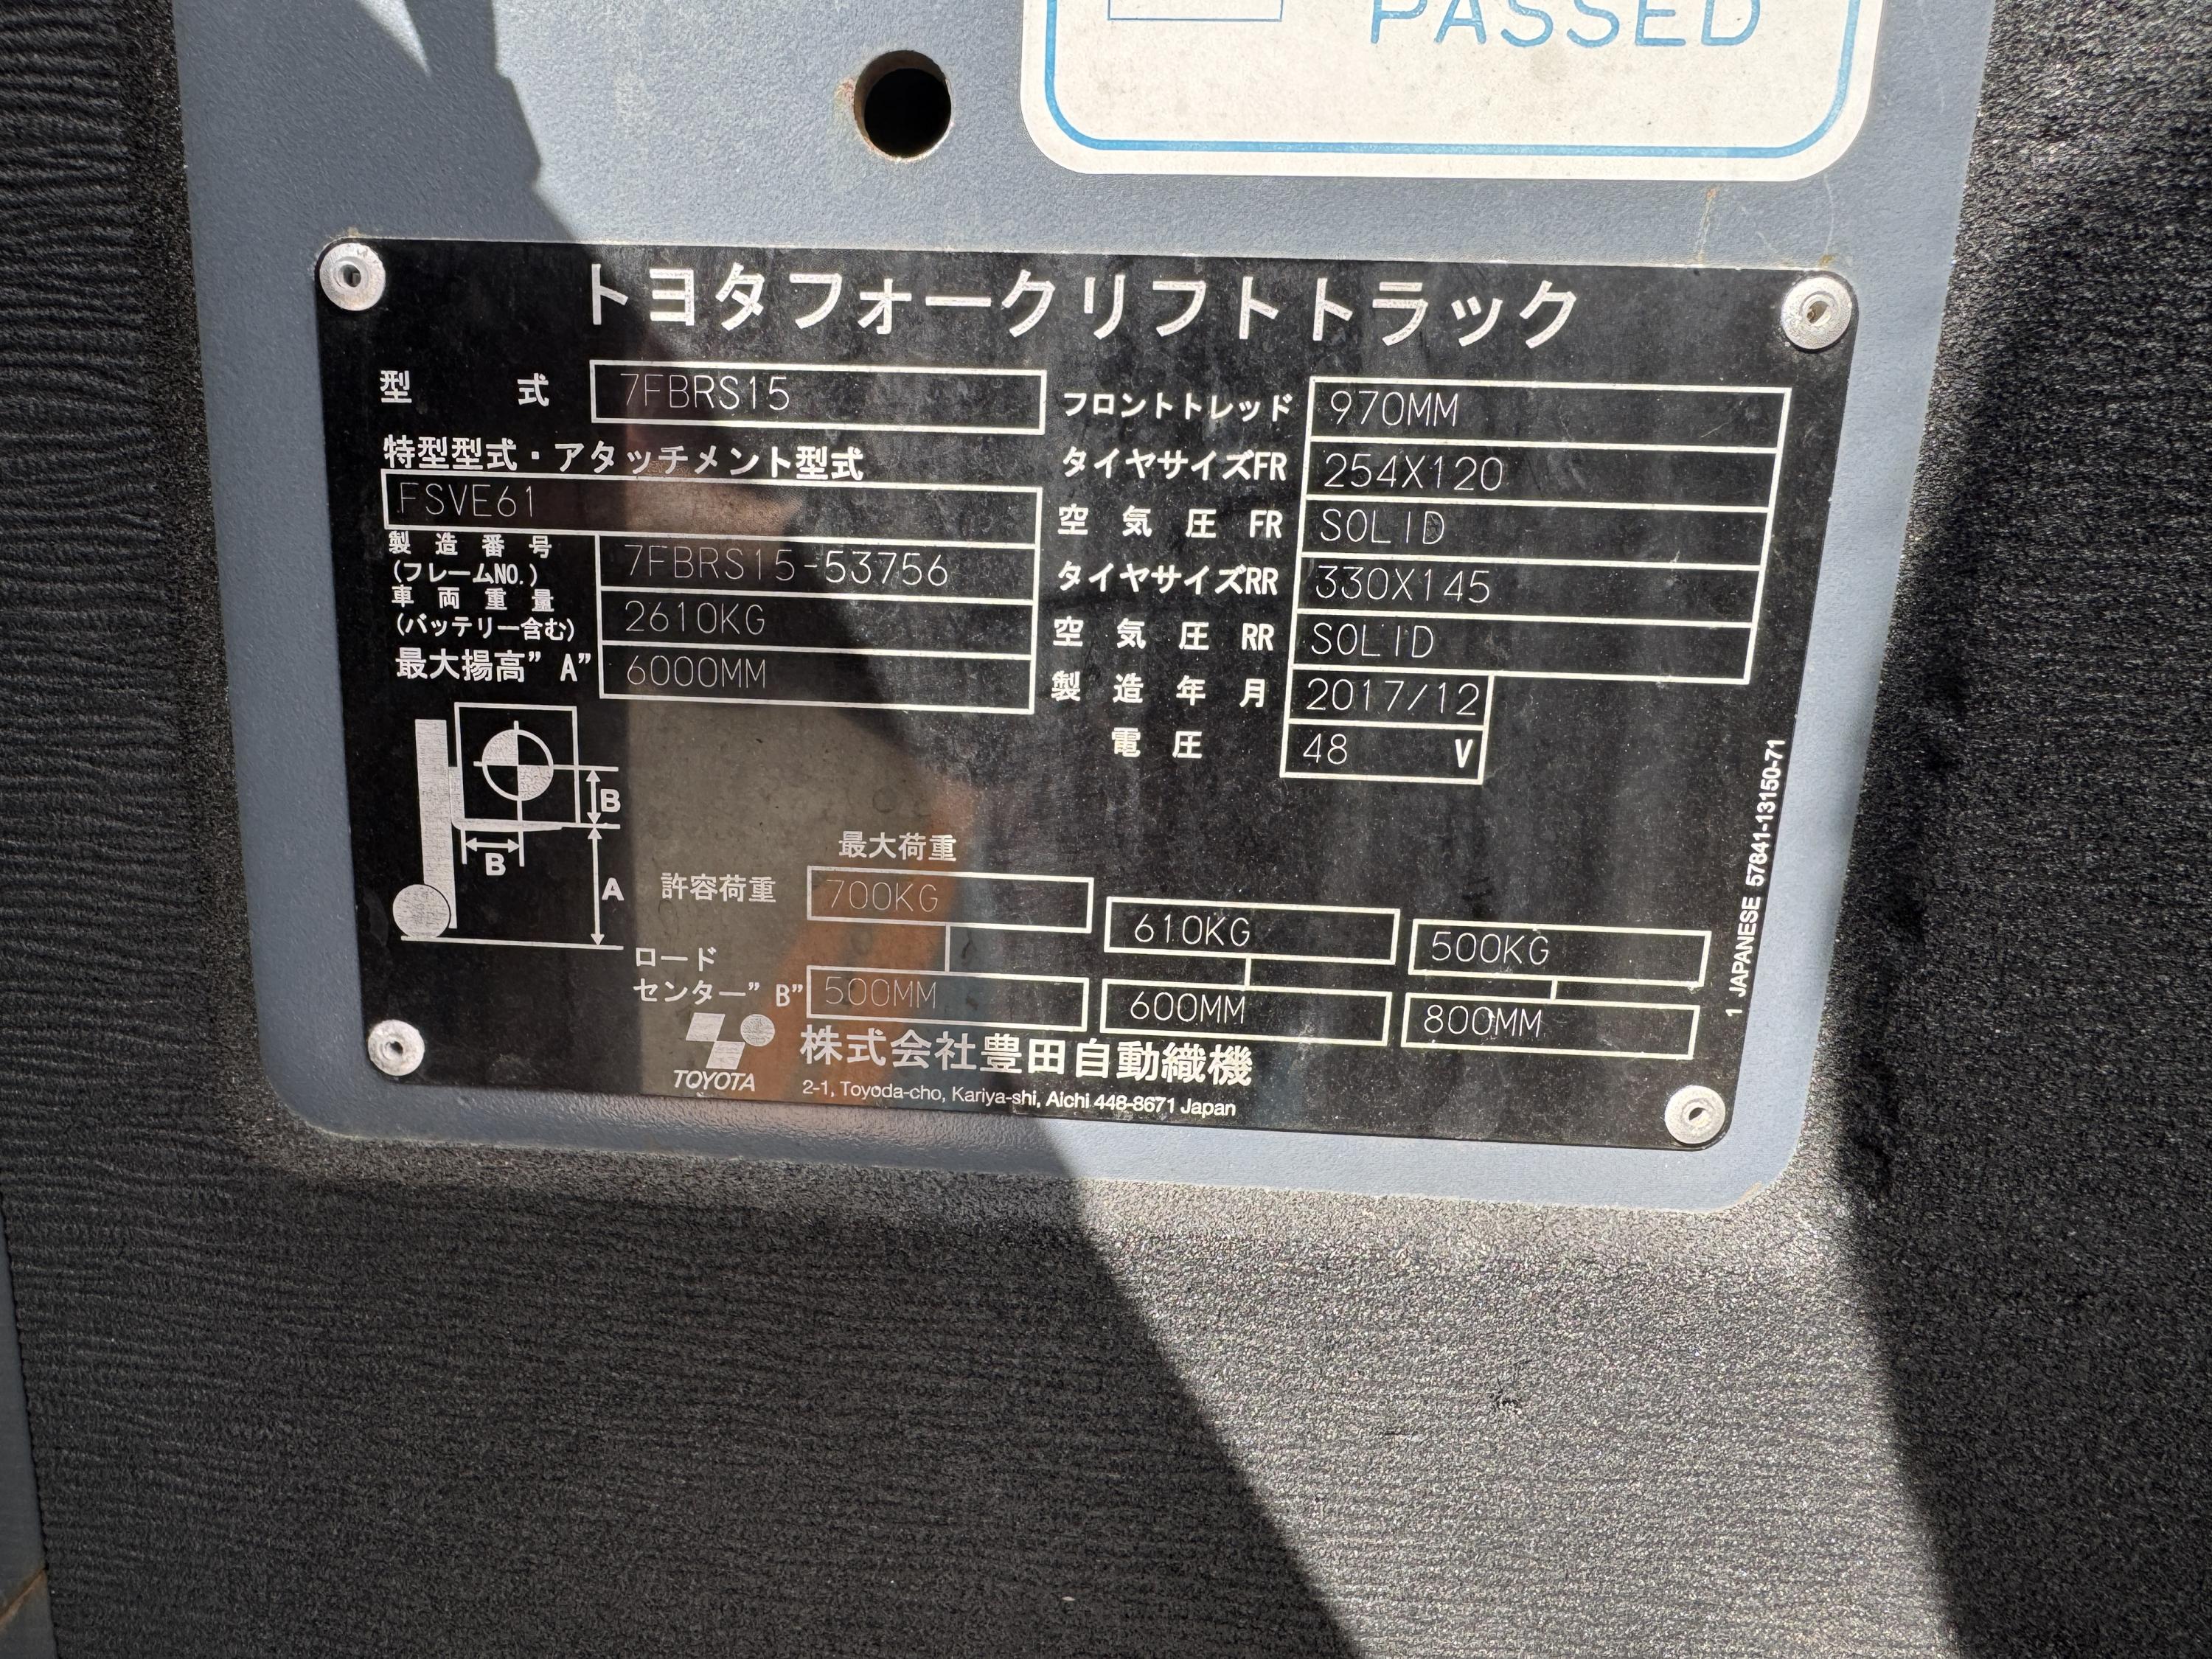 PASSED
トヨタフォークリフトトラック
型 式 7FBRS15
特型型式・アタッチメント型式
FSVE61
製造番号
(フレームNO.) 7FBRS15-53756
車両重量
(バッテリー含む) 2610KG
最大揚高"A" 6000MM
フロントトレッド 970MM
タイヤサイズFR 254X120
空気圧 FR SOLID
タイヤサイズRR 330X145
空気圧 RR SOLID
製造年月 2017/12
電圧 48 V
B
B
A
最大荷重
許容荷重 700KG 610KG 500KG
ロード
センター"B" 500MM 600MM 800MM
TOYOTA
株式会社豊田自動織機
2-1, Toyoda-cho, Kariya-shi, Aichi 448-8671 Japan
1 JAPANESE 57841-13150-71